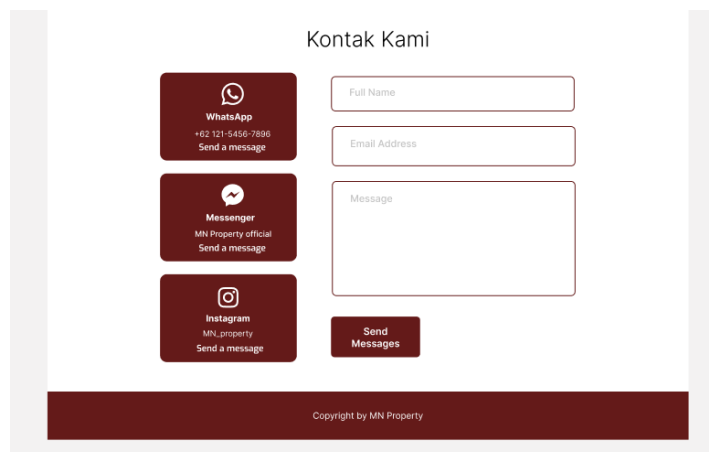 Kontak Kami
WhatsApp
+62 121-5456-7896
Send a message
Messenger
MN Property official
Send a message
Instagram
MN_property
Send a message
Full Name
Email Address
Message
Send
Messages
Copyright by MN Property